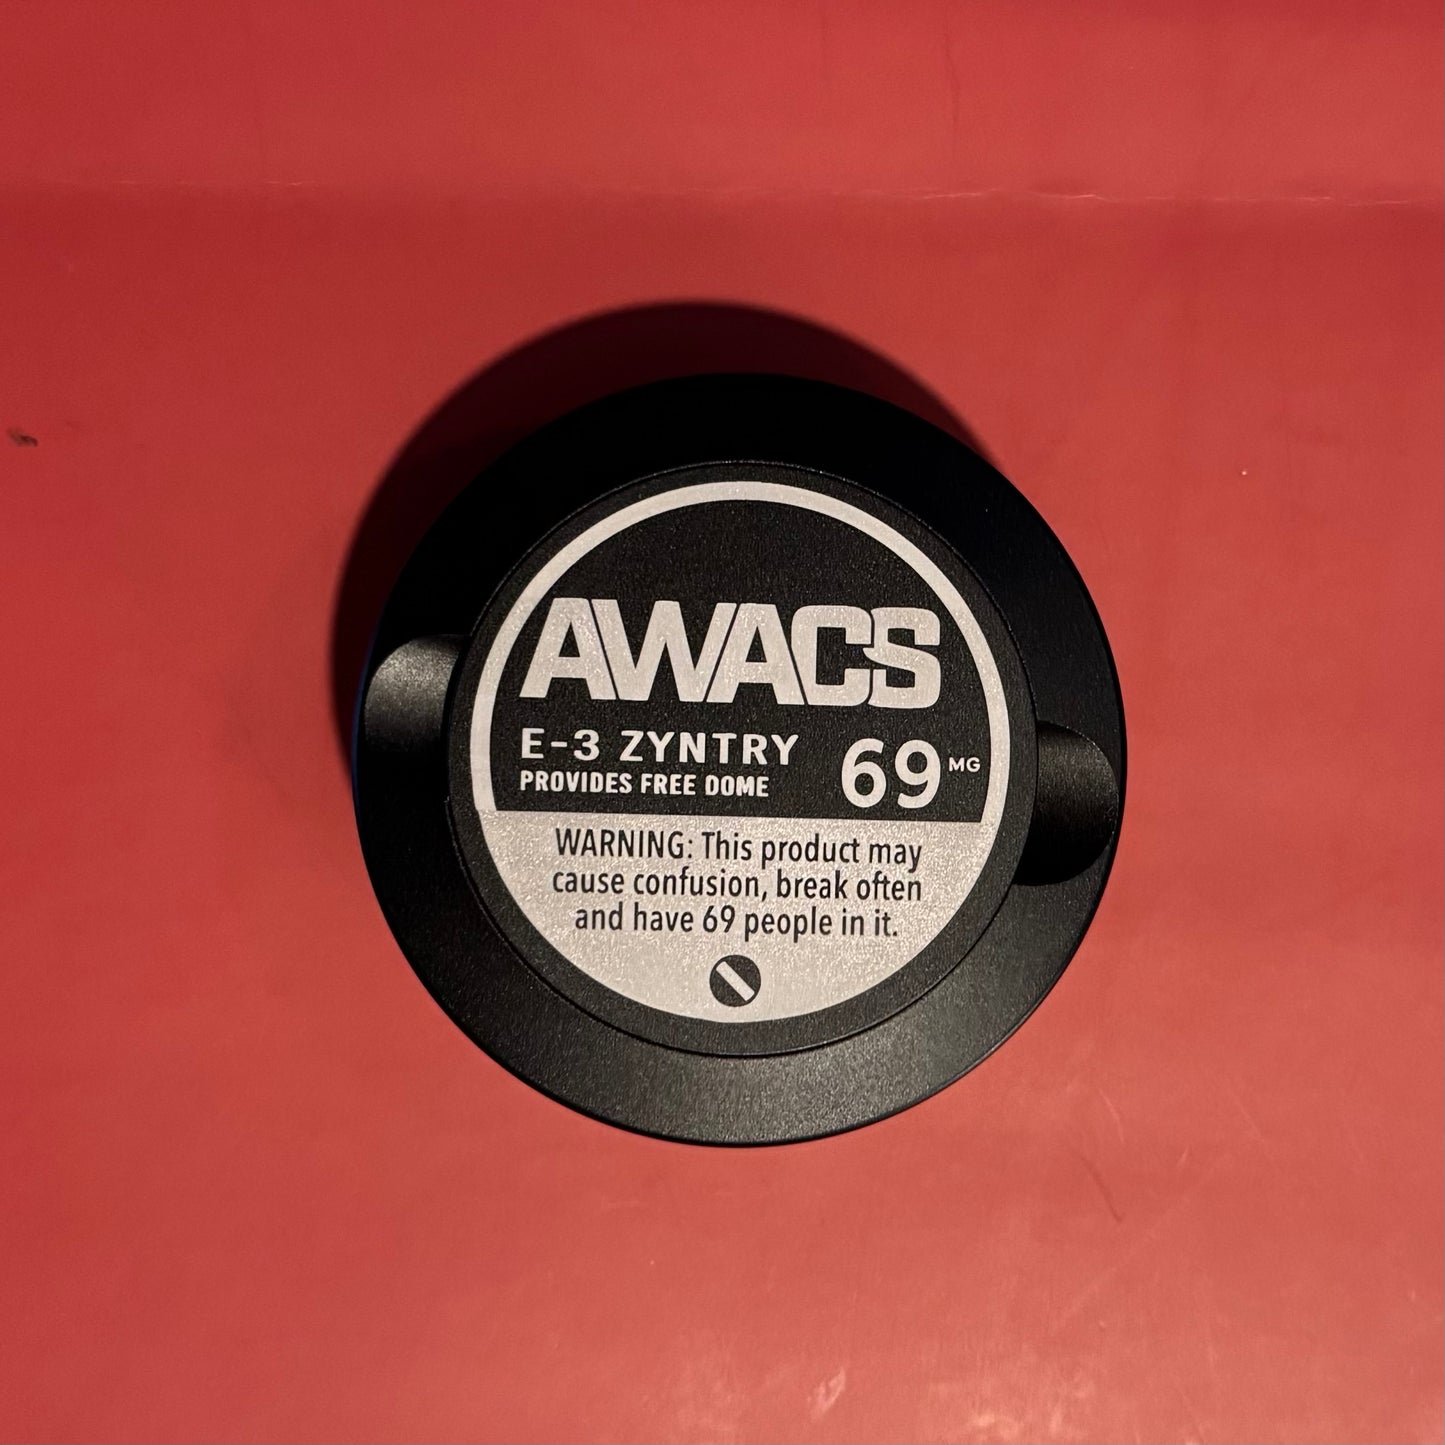 AWACS
E-3 ZYNTRY
PROVIDES FREE DOME
69 MG
WARNING: This product may
cause confusion, break often
and have 69 people in it.